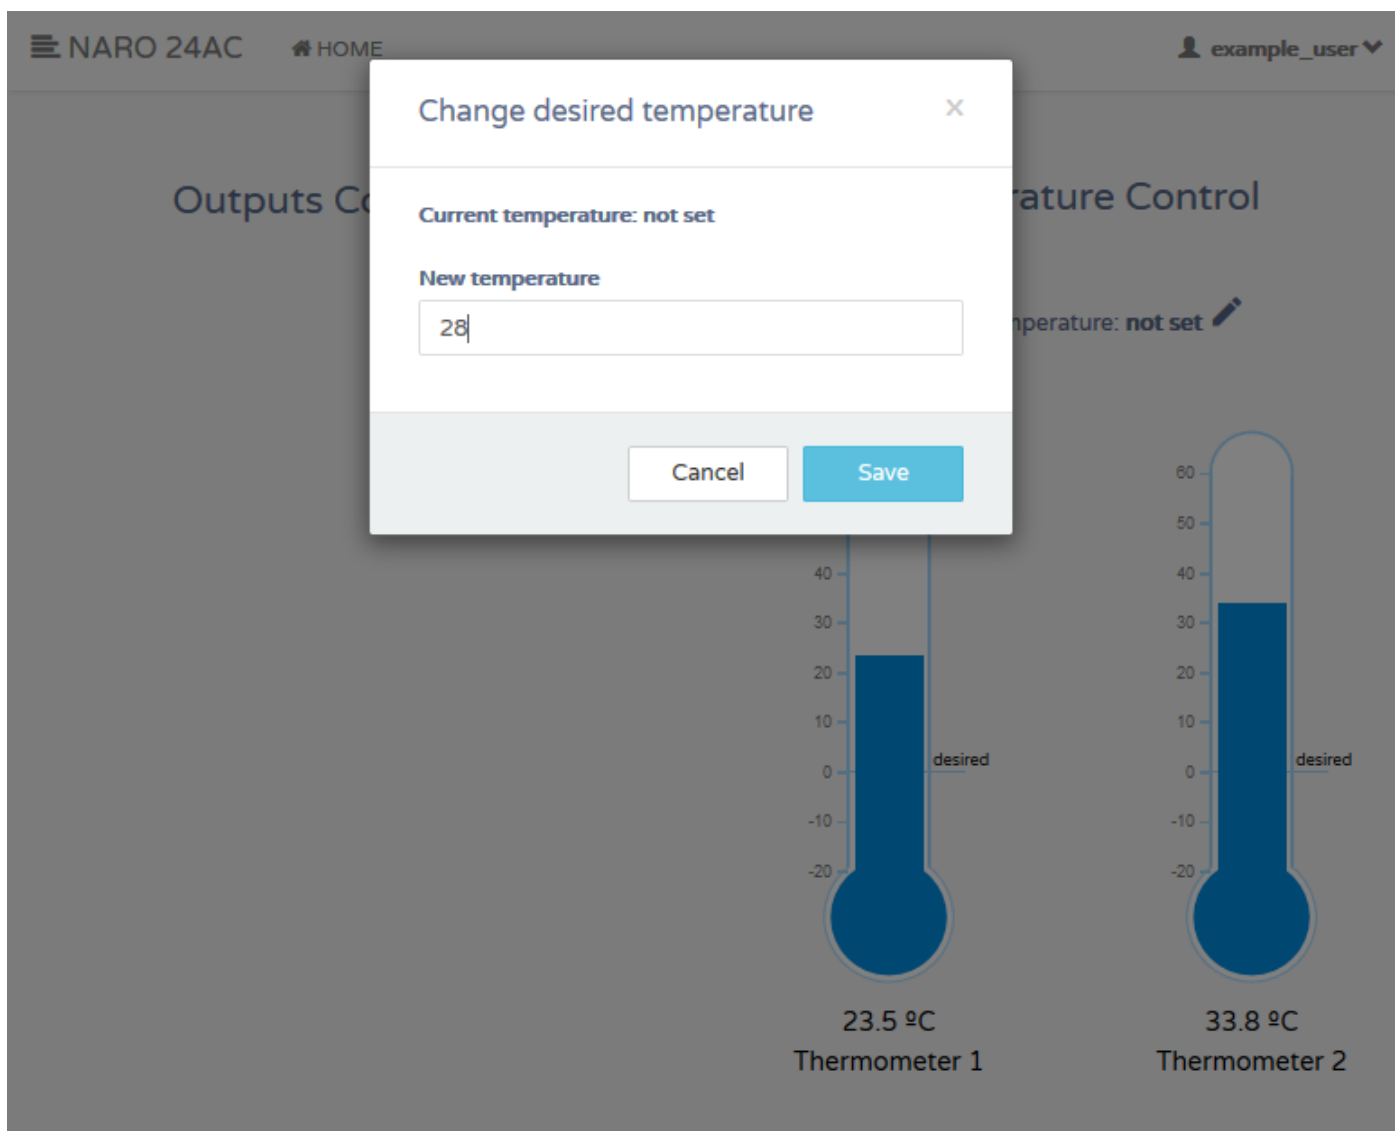 NARO 24AC HOME example_user
Change desired temperature ×
Outputs Co
rature Control
Current temperature: not set
New temperature
28
nperature: not set
Cancel Save
60
50
40
30
20
10
0
-10
-20
desired
40
30
20
10
0
-10
-20
desired
23.5 ºC
Thermometer 1
33.8 ºC
Thermometer 2